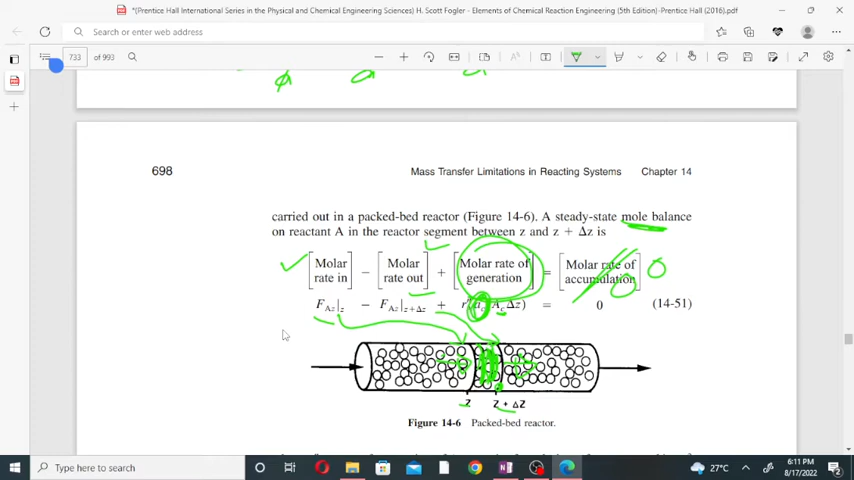 *(Prentice Hall International Series in the Physical and Chemical Engineering Sciences) H. Scott Fogler - Elements of Chemical Reaction Engineering (5th Edition)-Prentice Hall (2016).pdf
Search the web
733 of 993
698 Mass Transfer Limitations in Reacting Systems Chapter 14
carried out in a packed-bed reactor (Figure 14-6). A steady-state mole balance
on reactant A in the reactor segment between z and z + Δz is
[Molar rate in] − [Molar rate out] + [Molar rate of generation] = [Molar rate of accumulation] 0
F_Az|_z − F_Az|_z+Δz + (A_c Δz) = 0 (14-51)
z z + Δz
Figure 14-6 Packed-bed reactor.
Type here to search
27°C
6:11 PM
8/17/2022
2